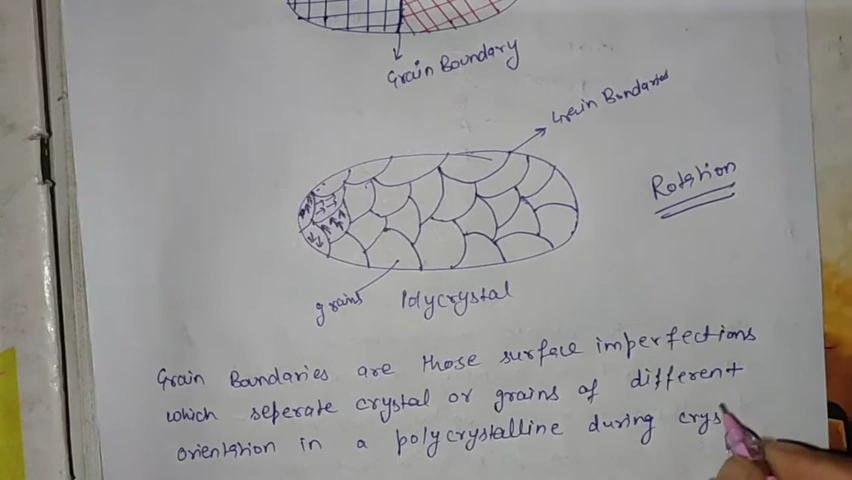 Grain Boundary
Grain Bondaries
Rotation
grains
Polycrystal
Grain Boundaries are those surface imperfections
which seperate crystal or grains of different
orientation in a polycrystalline during crys